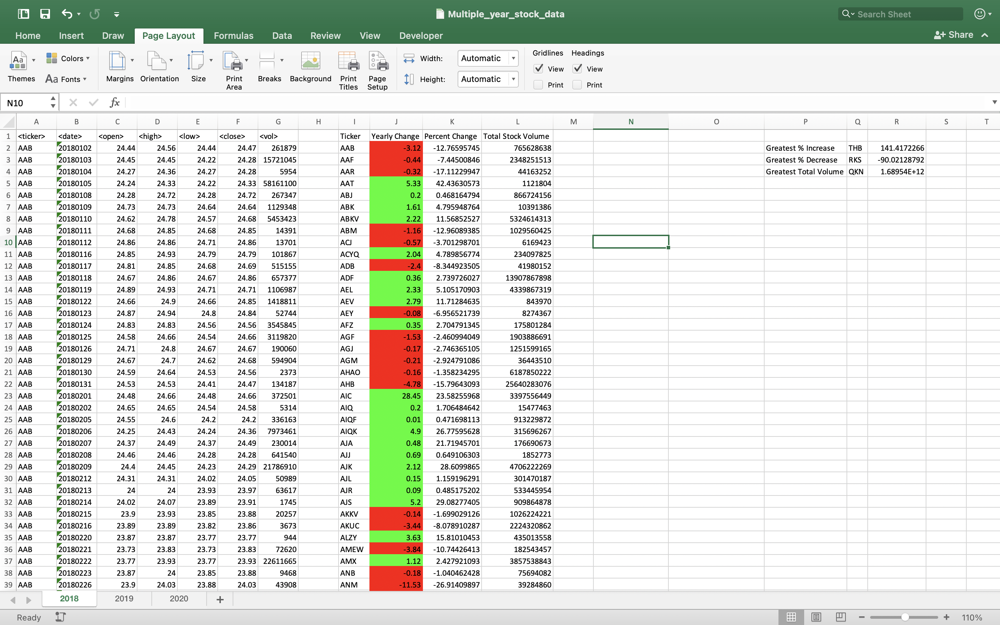 Multiple_year_stock_data
Search Sheet
Home Insert Draw Page Layout Formulas Data Review View Developer
Share
Aa Colors Width: Automatic Gridlines Headings
View View
Themes Aa Fonts Margins Orientation Size Print Area Breaks Background Print Titles Page Setup Height: Automatic
Print Print
N10 fx
A B C D E F G H I J K L M N O P Q R S T
1 <ticker> <date> <open> <high> <low> <close> <vol> Ticker Yearly Change Percent Change Total Stock Volume
2 AAB 20180102 24.44 24.56 24.44 24.47 261879 AAB -3.12 -12.76595745 765628638 Greatest % Increase THB 141.4172266
3 AAB 20180103 24.45 24.45 24.22 24.28 15721045 AAF -0.44 -7.44500846 2348251513 Greatest % Decrease RKS -90.02128792
4 AAB 20180104 24.27 24.36 24.27 24.28 5954 AAR -0.32 -17.11229947 44163252 Greatest Total Volume QKN 1.68954E+12
5 AAB 20180105 24.24 24.33 24.22 24.33 58161100 AAT 5.33 42.43630573 1121804
6 AAB 20180108 24.28 24.72 24.28 24.72 267347 ABJ 0.2 0.468164794 866724156
7 AAB 20180109 24.73 24.73 24.64 24.64 1129348 ABK 1.61 4.795948764 10391386
8 AAB 20180110 24.62 24.78 24.57 24.68 5453423 ABKV 2.22 11.56852527 5324614313
9 AAB 20180111 24.68 24.85 24.68 24.85 14391 ABM -1.16 -12.96089385 1029560425
10 AAB 20180112 24.86 24.86 24.71 24.86 13701 ACJ -0.57 -3.701298701 6169423
11 AAB 20180116 24.85 24.93 24.79 24.79 101867 ACYQ 2.04 4.789856774 234097825
12 AAB 20180117 24.81 24.85 24.68 24.69 515155 ADB -2.4 -8.344923505 41980152
13 AAB 20180118 24.67 24.86 24.67 24.86 657377 ADF 0.36 2.739726027 13907867898
14 AAB 20180119 24.89 24.93 24.71 24.71 1106987 AEL 2.33 5.105170903 4339867319
15 AAB 20180122 24.66 24.9 24.66 24.85 1418811 AEV 2.79 11.71284635 843970
16 AAB 20180123 24.87 24.94 24.8 24.84 52744 AEY -0.08 -6.956521739 8274367
17 AAB 20180124 24.83 24.83 24.56 24.56 3545845 AFZ 0.35 2.704791345 175801284
18 AAB 20180125 24.58 24.66 24.54 24.66 3119820 AGF -1.53 -2.460994049 1903886691
19 AAB 20180126 24.71 24.8 24.67 24.67 190060 AGJ -0.17 -2.746365105 1251599165
20 AAB 20180129 24.67 24.7 24.62 24.68 594904 AGM -0.21 -2.924791086 36443510
21 AAB 20180130 24.59 24.64 24.53 24.56 2373 AHAO -0.16 -1.358234295 6187850222
22 AAB 20180131 24.53 24.53 24.41 24.47 134187 AHB -4.78 -15.79643093 25640283076
23 AAB 20180201 24.48 24.66 24.48 24.66 372501 AIC 28.45 23.58255968 3397556449
24 AAB 20180202 24.65 24.65 24.54 24.58 5314 AIQ 0.2 1.706484642 15477463
25 AAB 20180205 24.55 24.6 24.2 24.2 336163 AIQF 0.01 0.471698113 913229872
26 AAB 20180206 24.25 24.43 24.24 24.36 7973461 AIQK 4.9 26.77595628 315696267
27 AAB 20180207 24.37 24.49 24.37 24.49 230014 AJA 0.48 21.71945701 176690673
28 AAB 20180208 24.46 24.46 24.28 24.28 641540 AJJ 0.69 0.649106303 1852773
29 AAB 20180209 24.4 24.45 24.23 24.29 21786910 AJK 2.12 28.6099865 4706222269
30 AAB 20180212 24.31 24.31 24.02 24.05 50989 AJL 0.15 1.159196291 301470187
31 AAB 20180213 24 24 23.93 23.97 63617 AJR 0.09 0.485175202 533445954
32 AAB 20180214 24.02 24.07 23.89 23.91 1745 AJS 5.2 29.08277405 909864878
33 AAB 20180215 23.9 23.93 23.85 23.88 20257 AKKV -0.14 -1.699029126 1026224221
34 AAB 20180216 23.89 23.89 23.82 23.86 3673 AKUC -3.44 -8.078910287 2224320862
35 AAB 20180220 23.87 23.87 23.77 23.77 944 ALZY 3.63 15.81010453 435013558
36 AAB 20180221 23.73 23.83 23.73 23.83 72620 AMEW -3.84 -10.74426413 182543457
37 AAB 20180222 23.77 23.93 23.77 23.93 22611665 AMX 1.12 2.427921093 3857538843
38 AAB 20180223 23.87 24 23.85 23.88 9468 ANB -0.18 -1.040462428 75694082
39 AAB 20180226 23.9 24.03 23.88 24.03 43908 ANM -11.53 -26.91409897 39284860
2018 2019 2020 +
Ready 110%